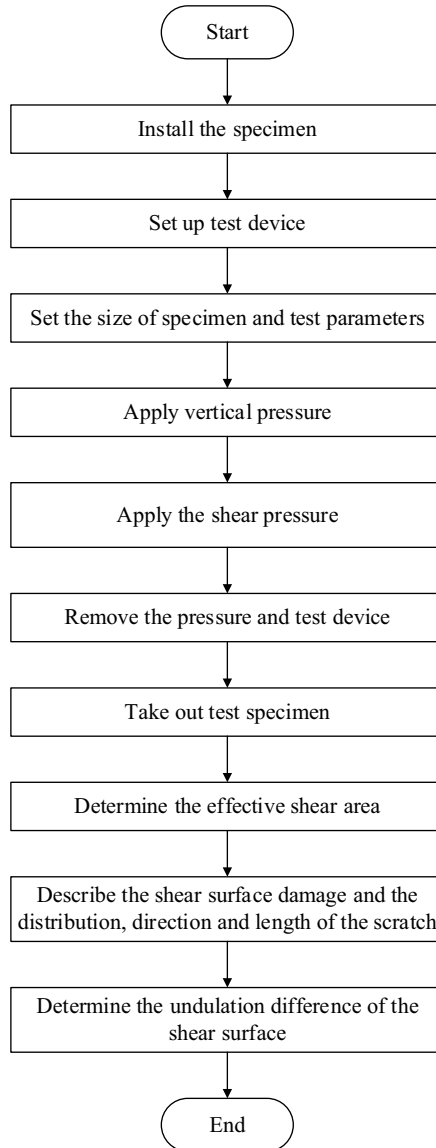 Start
Install the specimen
Set up test device
Set the size of specimen and test parameters
Apply vertical pressure
Apply the shear pressure
Remove the pressure and test device
Take out test specimen
Determine the effective shear area
Describe the shear surface damage and the
distribution, direction and length of the scratch
Determine the undulation difference of the
shear surface
End